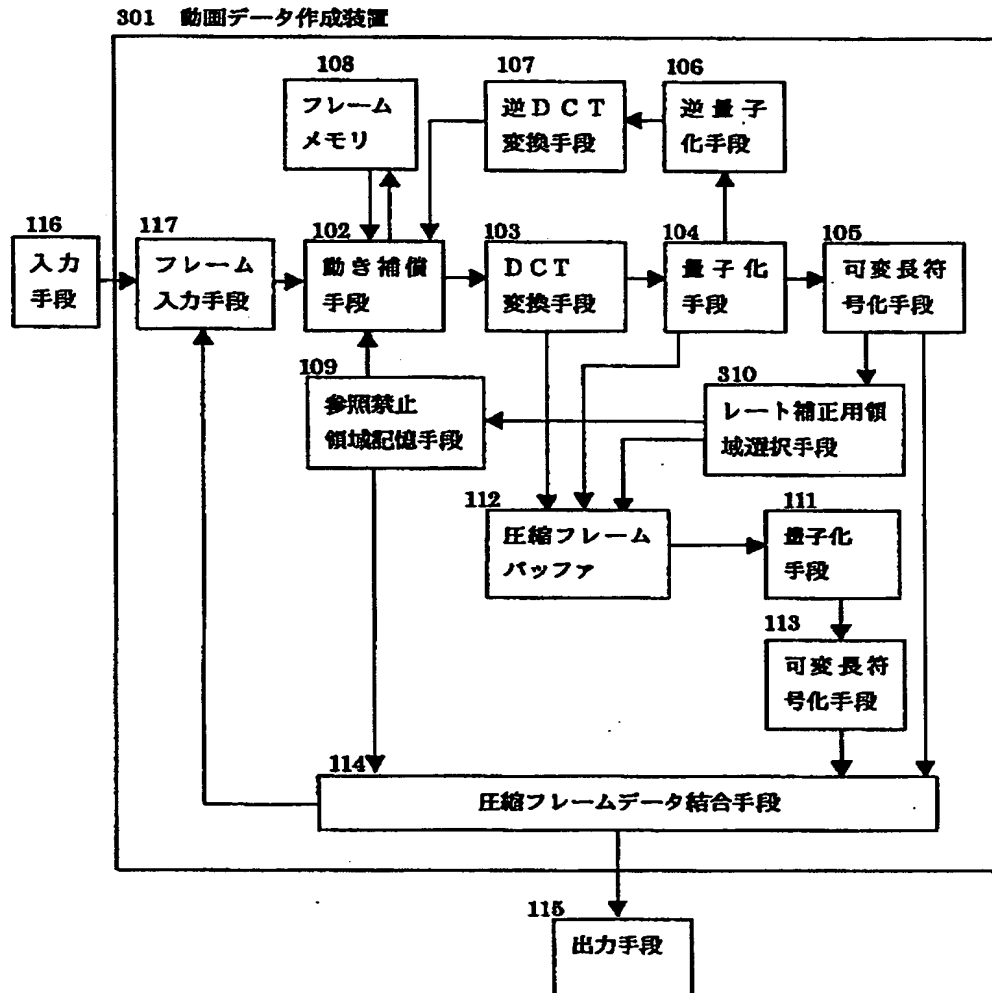 301 動画データ作成装置
108
フレーム
メモリ
107
逆DCT
変換手段
106
逆量子
化手段
116
入力
手段
117
フレーム
入力手段
102
動き補償
手段
103
DCT
変換手段
104
量子化
手段
105
可変長符
号化手段
109
参照禁止
領域記憶手段
310
レート補正用領
域選択手段
112
圧縮フレーム
バッファ
111
量子化
手段
113
可変長符
号化手段
114
圧縮フレームデータ結合手段
115
出力手段